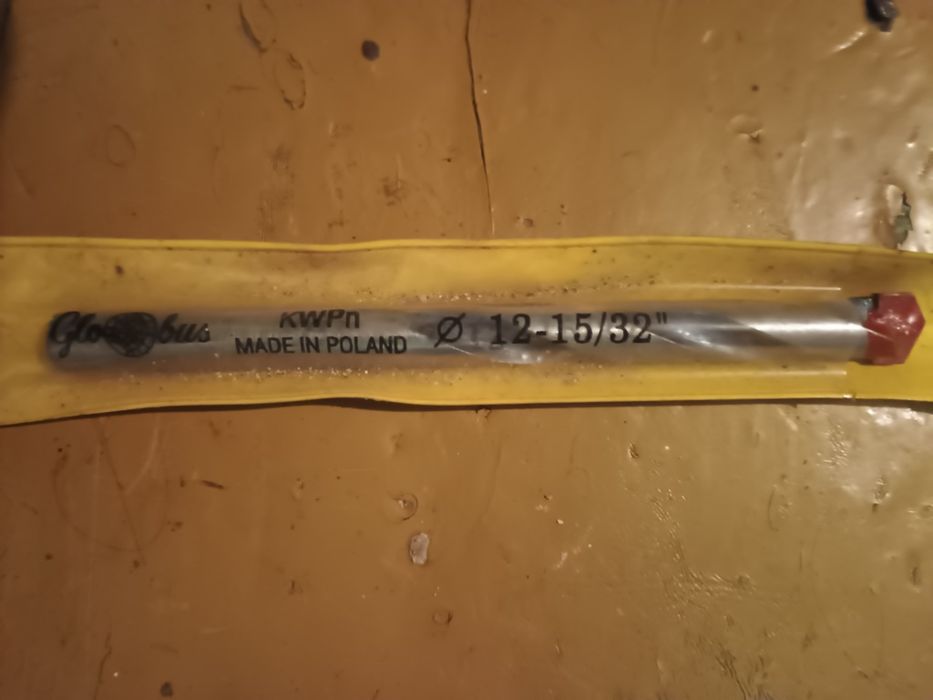 Globus
KWPn
MADE IN POLAND
Ø 12-15/32"